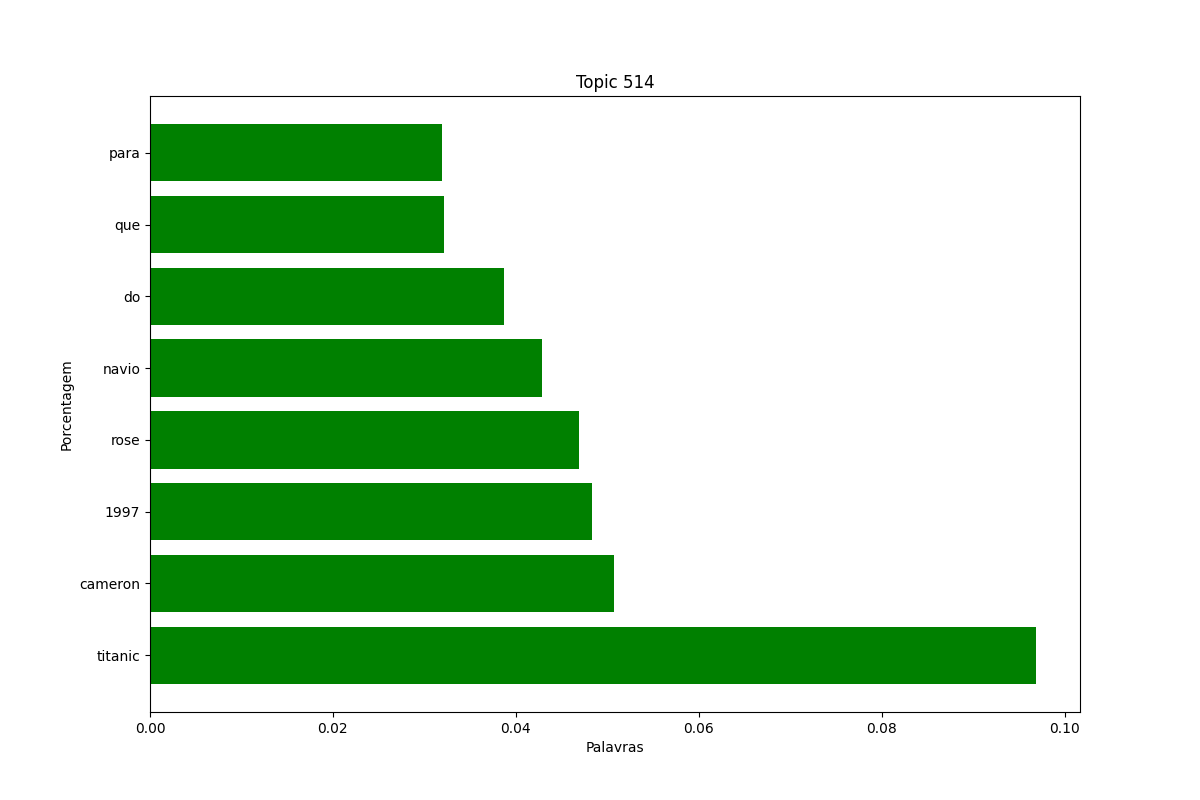 Topic 514
para
que
do
navio
rose
1997
cameron
titanic
Porcentagem
0.00 0.02 0.04 0.06 0.08 0.10
Palavras